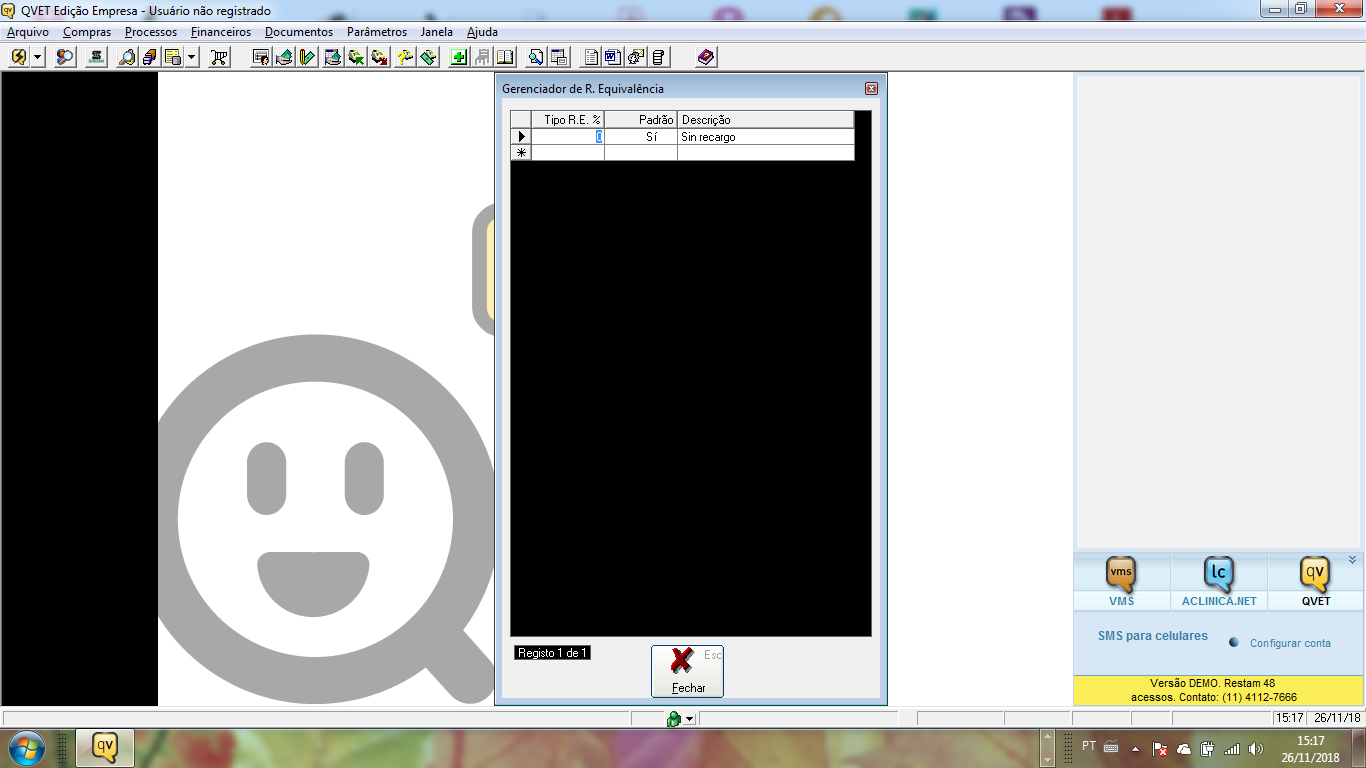 QVET Edição Empresa - Usuário não registrado
Arquivo Compras Processos Financeiros Documentos Parâmetros Janela Ajuda
Gerenciador de R. Equivalência
Tipo R.E. % Padrão Descrição
0 Sí Sin recargo
Registo 1 de 1
Esc
Fechar
vms lc qv
VMS ACLINICA.NET QVET
SMS para celulares Configurar conta
Versão DEMO. Restam 48
acessos. Contato: (11) 4112-7666
15:17 26/11/18
qv
PT
15:17
26/11/2018